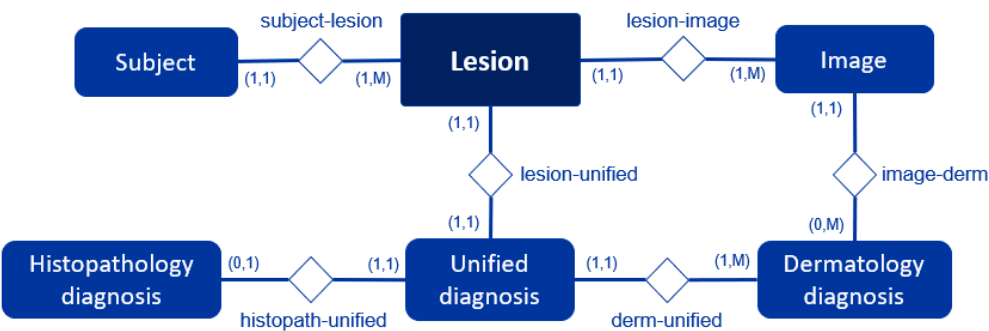 subject-lesion
lesion-image
Subject
Lesion
Image
(1,1)
(1,M)
(1,1)
(1,M)
(1,1)
(1,1)
lesion-unified
image-derm
(1,1)
(0,M)
Histopathology
diagnosis
(0,1)
(1,1)
Unified
diagnosis
(1,1)
(1,M)
Dermatology
diagnosis
histopath-unified
derm-unified